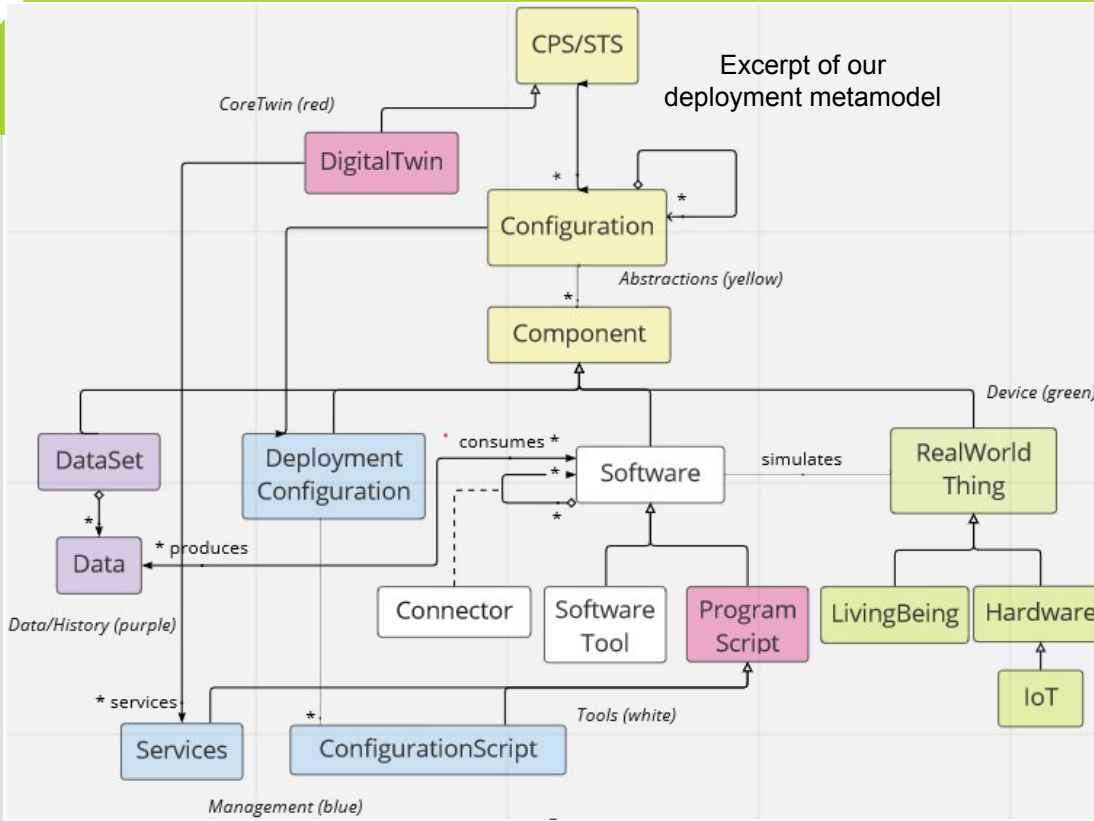 CPS/STS
Excerpt of our
deployment metamodel
CoreTwin (red)
DigitalTwin
*
*
Configuration
Abstractions (yellow)
*
Component
Device (green)
DataSet
Deployment
Configuration
* consumes *
*
*
Software
simulates
RealWorld
Thing
*
Data
* produces
Connector
Software
Tool
Program
Script
LivingBeing
Hardware
Data/History (purple)
IoT
* services
*
Tools (white)
Services
ConfigurationScript
Management (blue)